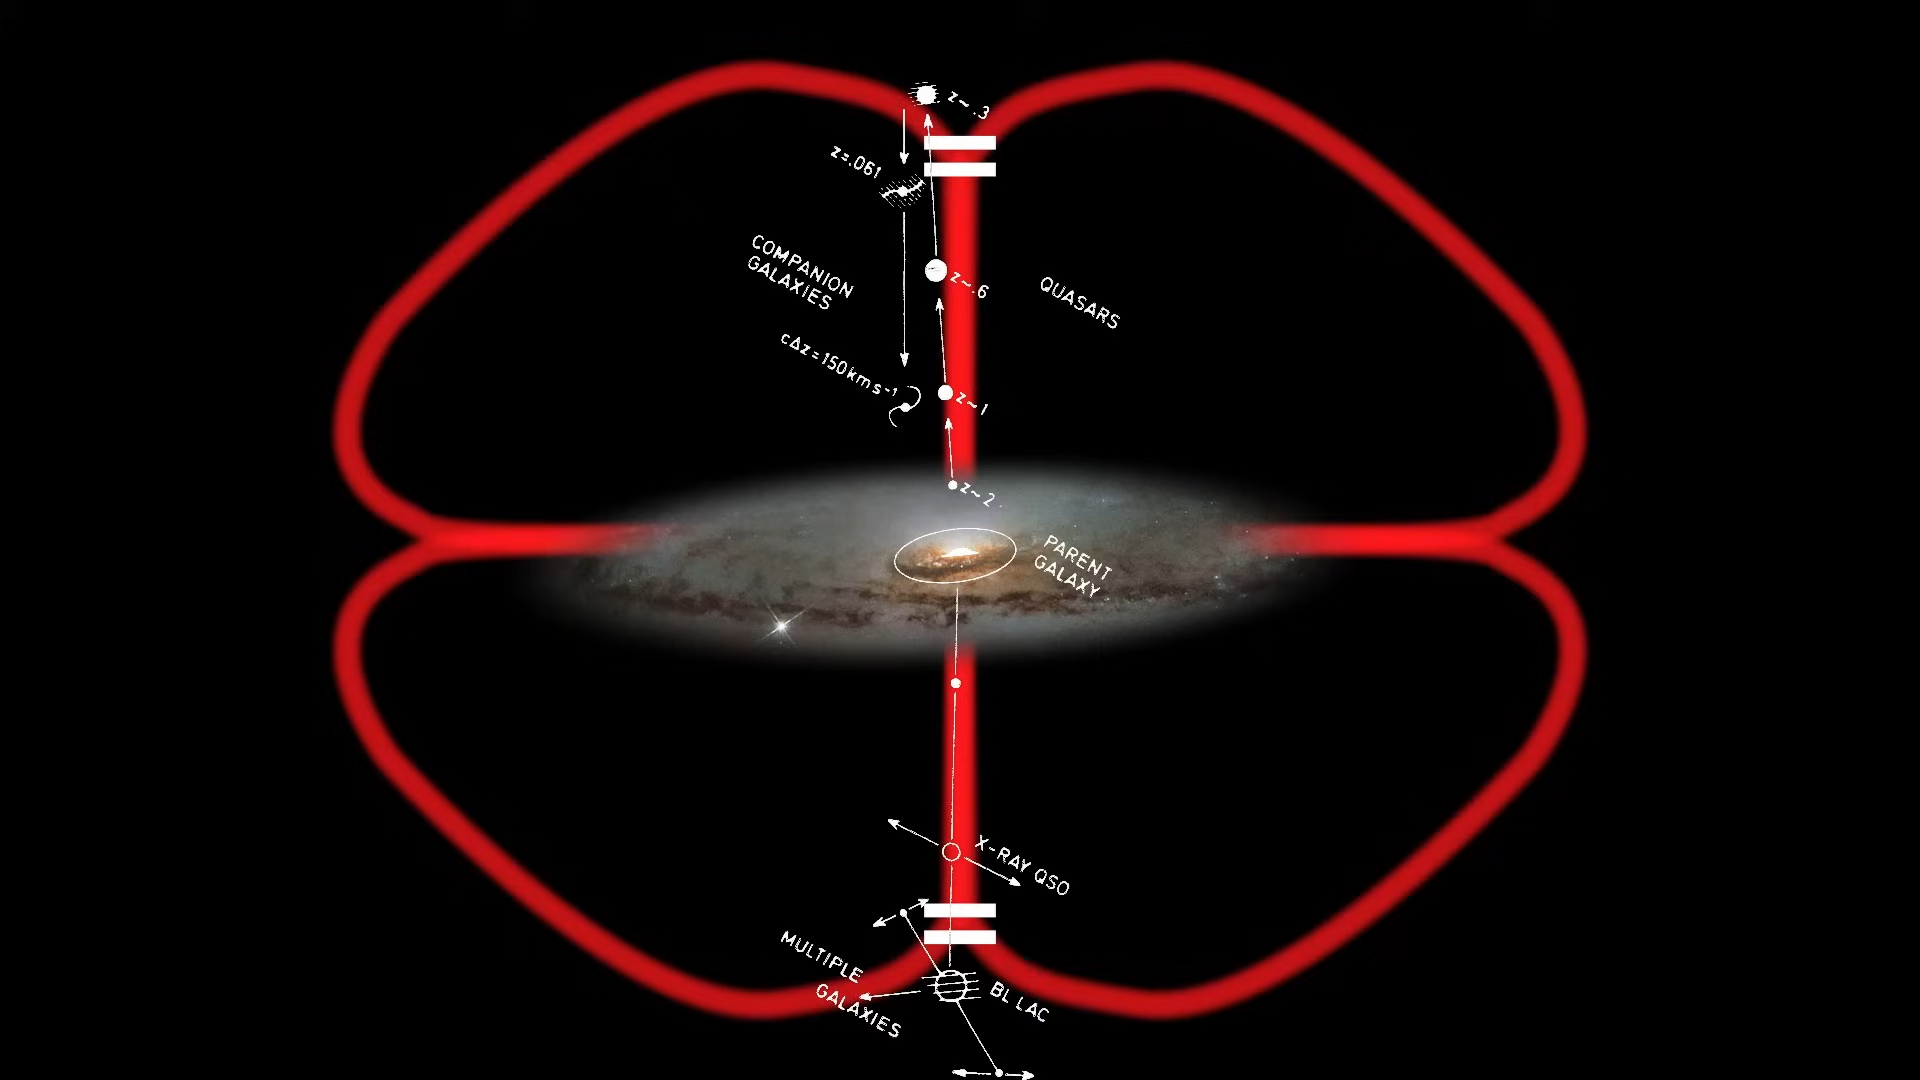 z~.3
z=.061
COMPANION
GALAXIES
z~.6
QUASARS
cΔz=150kms⁻¹
z~1
z~2
PARENT
GALAXY
X-RAY QSO
MULTIPLE
GALAXIES
BL LAC